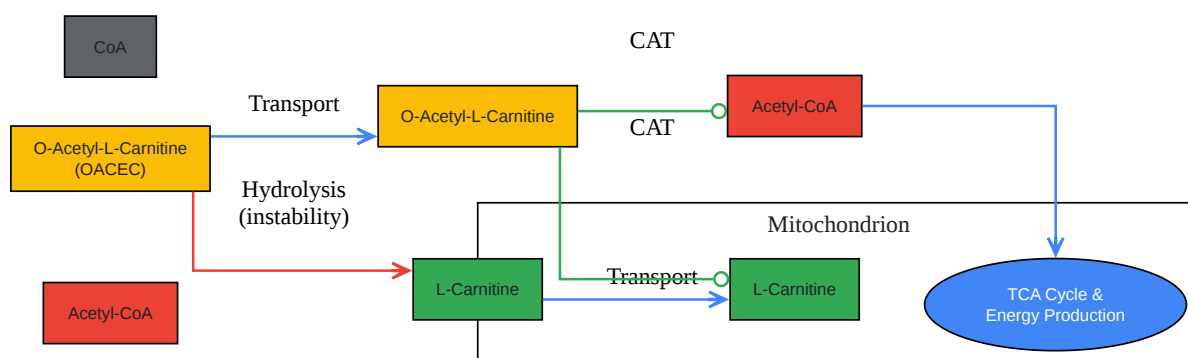 CoA
CAT
Transport
O-Acetyl-L-Carnitine
Acetyl-CoA
O-Acetyl-L-Carnitine
(OACEC)
CAT
Hydrolysis
(instability)
Mitochondrion
L-Carnitine
Transport
L-Carnitine
TCA Cycle &
Energy Production
Acetyl-CoA